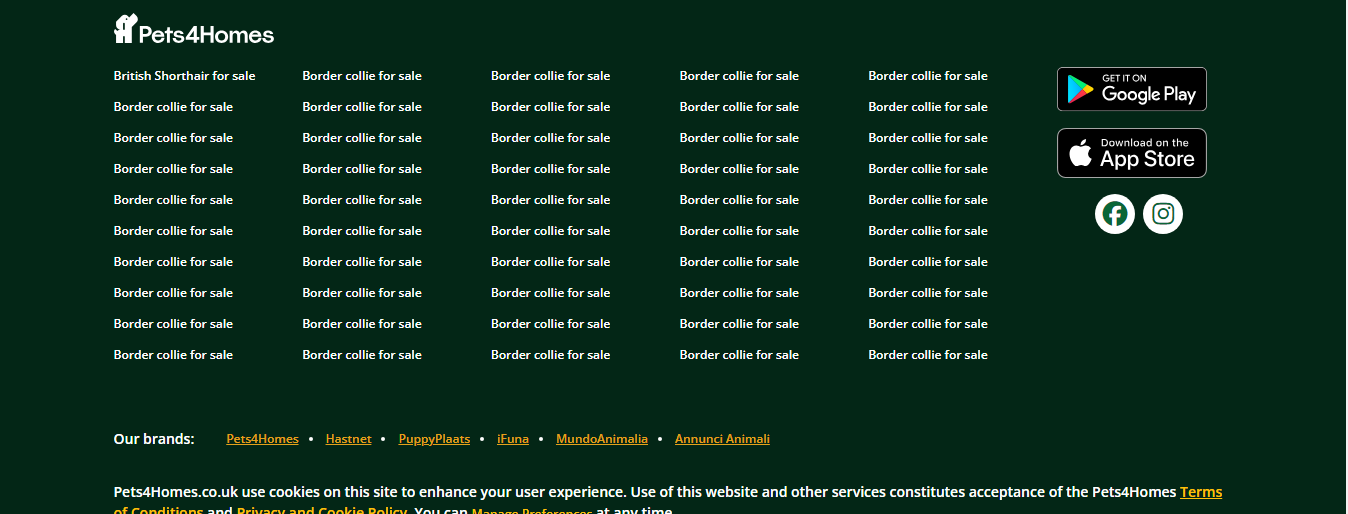 Pets4Homes
British Shorthair for sale Border collie for sale Border collie for sale Border collie for sale Border collie for sale
Border collie for sale Border collie for sale Border collie for sale Border collie for sale Border collie for sale
Border collie for sale Border collie for sale Border collie for sale Border collie for sale Border collie for sale
Border collie for sale Border collie for sale Border collie for sale Border collie for sale Border collie for sale
Border collie for sale Border collie for sale Border collie for sale Border collie for sale Border collie for sale
Border collie for sale Border collie for sale Border collie for sale Border collie for sale Border collie for sale
Border collie for sale Border collie for sale Border collie for sale Border collie for sale Border collie for sale
Border collie for sale Border collie for sale Border collie for sale Border collie for sale Border collie for sale
Border collie for sale Border collie for sale Border collie for sale Border collie for sale Border collie for sale
Border collie for sale Border collie for sale Border collie for sale Border collie for sale Border collie for sale
GET IT ON
Google Play
Download on the
App Store
Our brands: Pets4Homes • Hastnet • PuppyPlaats • iFuna • MundoAnimalia • Annunci Animali
Pets4Homes.co.uk use cookies on this site to enhance your user experience. Use of this website and other services constitutes acceptance of the Pets4Homes Terms
of Conditions and Privacy and Cookie Policy. You can Manage Preferences at any time.